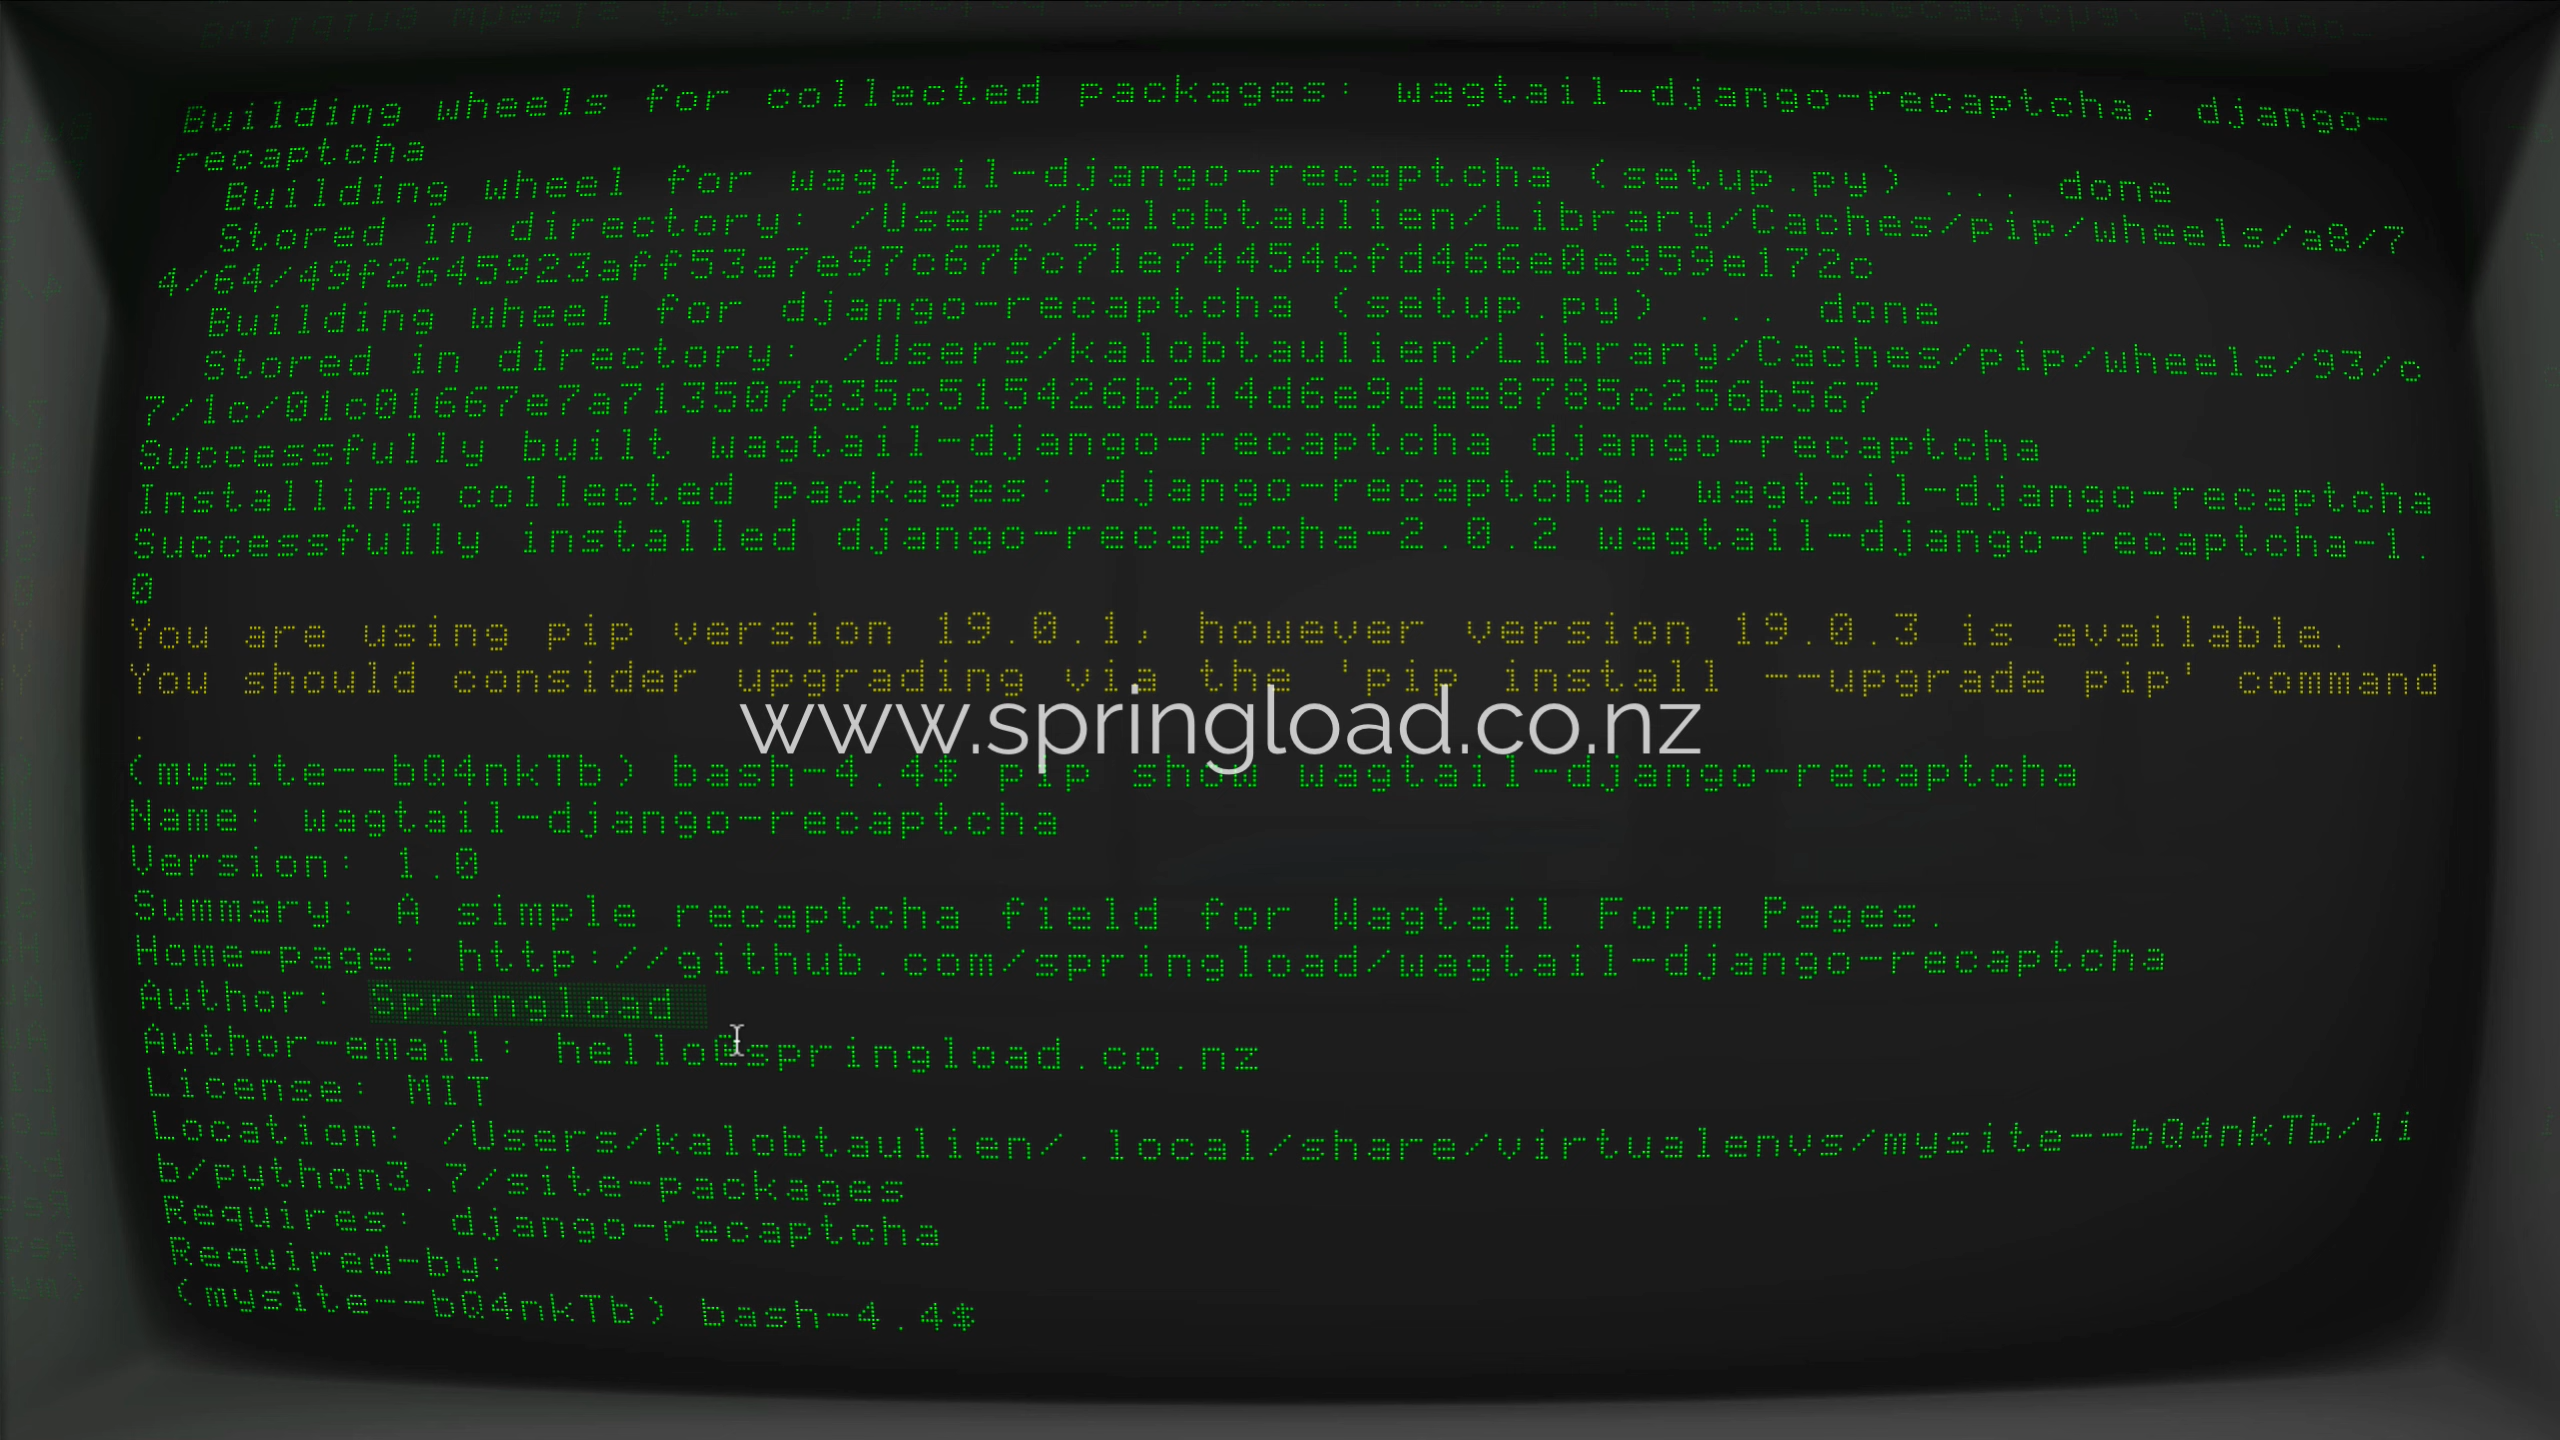 Building wheels for collected packages: wagtail-django-recaptcha, django-
recaptcha
Building wheel for wagtail-django-recaptcha (setup.py) ... done
Stored in directory: /Users/kalobtaulien/Library/Caches/pip/wheels/a8/7
4/64/49f2645923aff53a7e97c67fc71e74454cfd466e0e959e172c
Building wheel for django-recaptcha (setup.py) ... done
Stored in directory: /Users/kalobtaulien/Library/Caches/pip/wheels/93/c
7/1c/01c01667e7a713507835c515426b214d6e9dae8785c256b567
Successfully built wagtail-django-recaptcha django-recaptcha
Installing collected packages: django-recaptcha, wagtail-django-recaptcha
Successfully installed django-recaptcha-2.0.2 wagtail-django-recaptcha-1.
0
You are using pip version 19.0.1, however version 19.0.3 is available.
You should consider upgrading via the 'pip install --upgrade pip' command
.
www.springload.co.nz
(mysite--bQ4nkTb) bash-4.4$ pip show wagtail-django-recaptcha
Name: wagtail-django-recaptcha
Version: 1.0
Summary: A simple recaptcha field for Wagtail Form Pages.
Home-page: http://github.com/springload/wagtail-django-recaptcha
Author: Springload
Author-email: hello@springload.co.nz
License: MIT
Location: /Users/kalobtaulien/.local/share/virtualenvs/mysite--bQ4nkTb/li
b/python3.7/site-packages
Requires: django-recaptcha
Required-by:
(mysite--bQ4nkTb) bash-4.4$